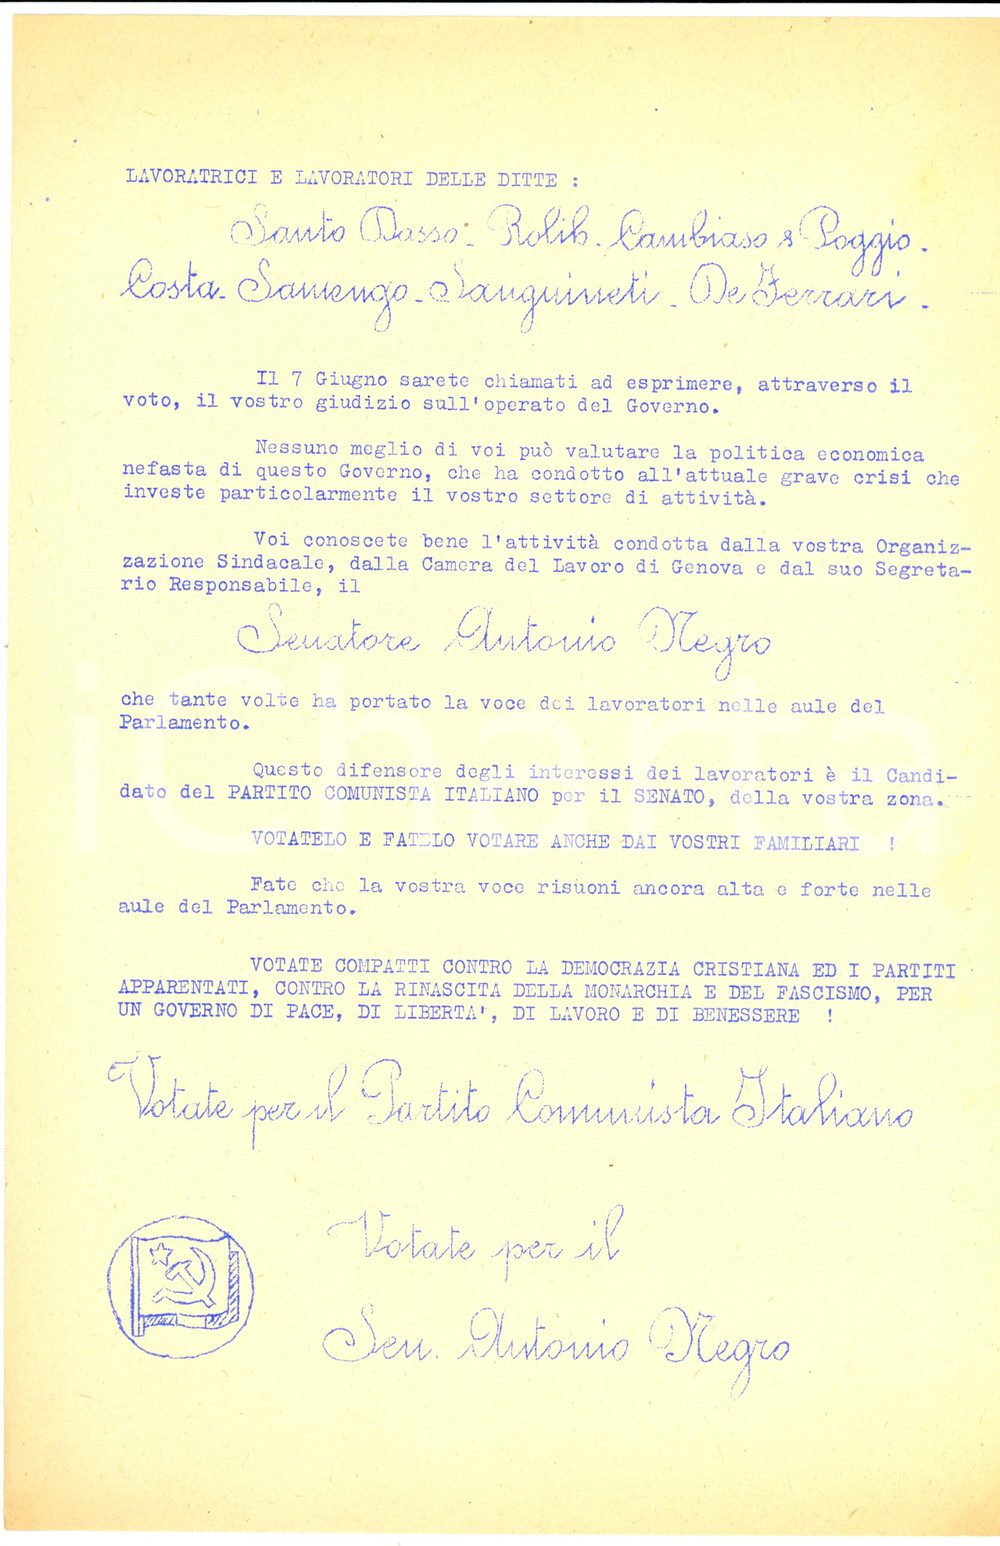 LAVORATRICI E LAVORATORI DELLE DITTE :
Santo Dasso - Rolih - Cambiaso & Poggio -
Costa - Samengo - Sanguineti - De Ferrari -
Il 7 Giugno sarete chiamati ad esprimere, attraverso il
voto, il vostro giudizio sull'operato del Governo.
Nessuno meglio di voi può valutare la politica economica
nefasta di questo Governo, che ha condotto all'attuale grave crisi che
investe particolarmente il vostro settore di attività.
Voi conoscete bene l'attività condotta dalla vostra Organiz-
zazione Sindacale, dalla Camera del Lavoro di Genova e dal suo Segreta-
rio Responsabile, il
Senatore Antonio Negro
che tante volte ha portato la voce dei lavoratori nelle aule del
Parlamento.
Questo difensore degli interessi dei lavoratori è il Candi-
dato del PARTITO COMUNISTA ITALIANO per il SENATO, della vostra zona.
VOTATELO E FATELO VOTARE ANCHE DAI VOSTRI FAMILIARI !
Fate che la vostra voce risuoni ancora alta e forte nelle
aule del Parlamento.
VOTATE COMPATTI CONTRO LA DEMOCRAZIA CRISTIANA ED I PARTITI
APPARENTATI, CONTRO LA RINASCITA DELLA MONARCHIA E DEL FASCISMO, PER
UN GOVERNO DI PACE, DI LIBERTA', DI LAVORO E DI BENESSERE !
Votate per il Partito Comunista Italiano
Votate per il
Sen. Antonio Negro
iCharta